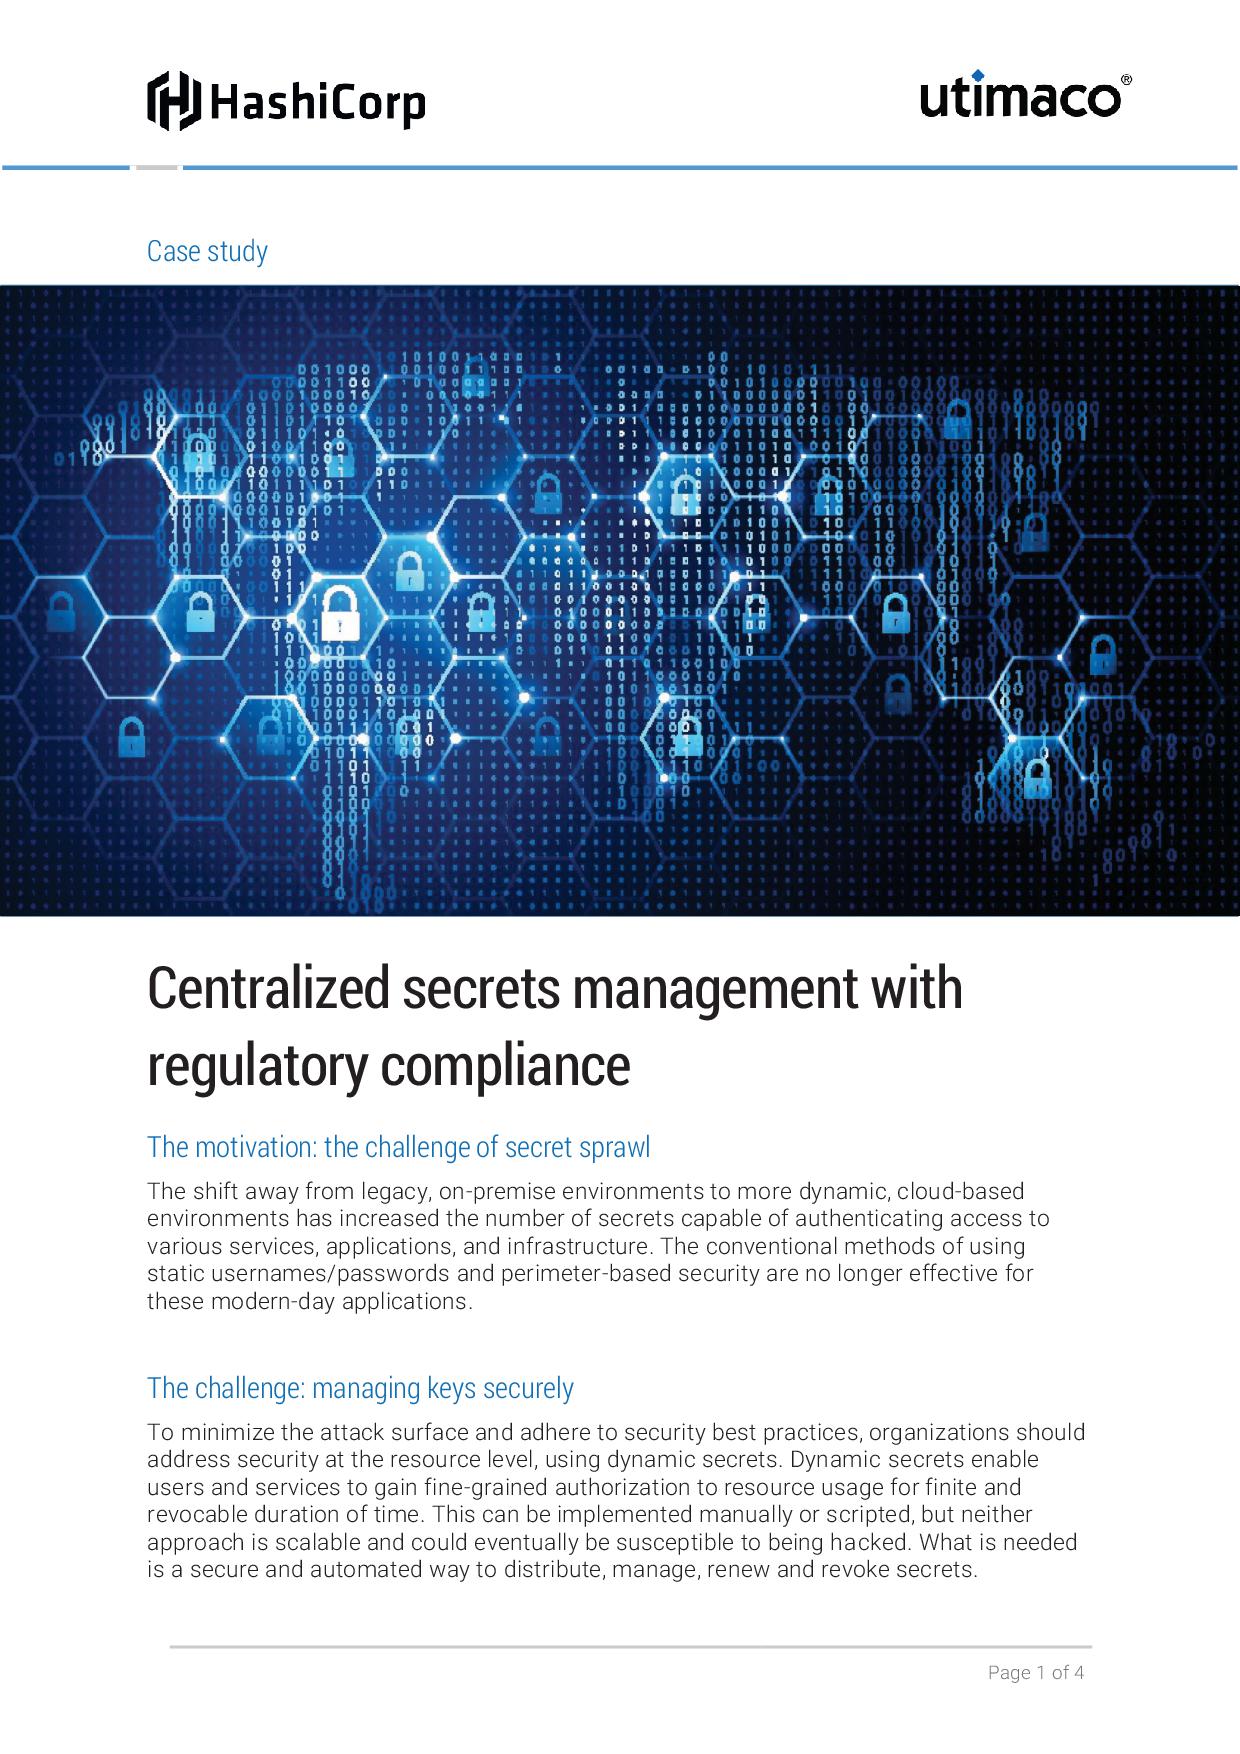 HashiCorp
utimaco®
Case study
Centralized secrets management with
regulatory compliance
The motivation: the challenge of secret sprawl
The shift away from legacy, on-premise environments to more dynamic, cloud-based
environments has increased the number of secrets capable of authenticating access to
various services, applications, and infrastructure. The conventional methods of using
static usernames/passwords and perimeter-based security are no longer effective for
these modern-day applications.
The challenge: managing keys securely
To minimize the attack surface and adhere to security best practices, organizations should
address security at the resource level, using dynamic secrets. Dynamic secrets enable
users and services to gain fine-grained authorization to resource usage for finite and
revocable duration of time. This can be implemented manually or scripted, but neither
approach is scalable and could eventually be susceptible to being hacked. What is needed
is a secure and automated way to distribute, manage, renew and revoke secrets.
Page 1 of 4